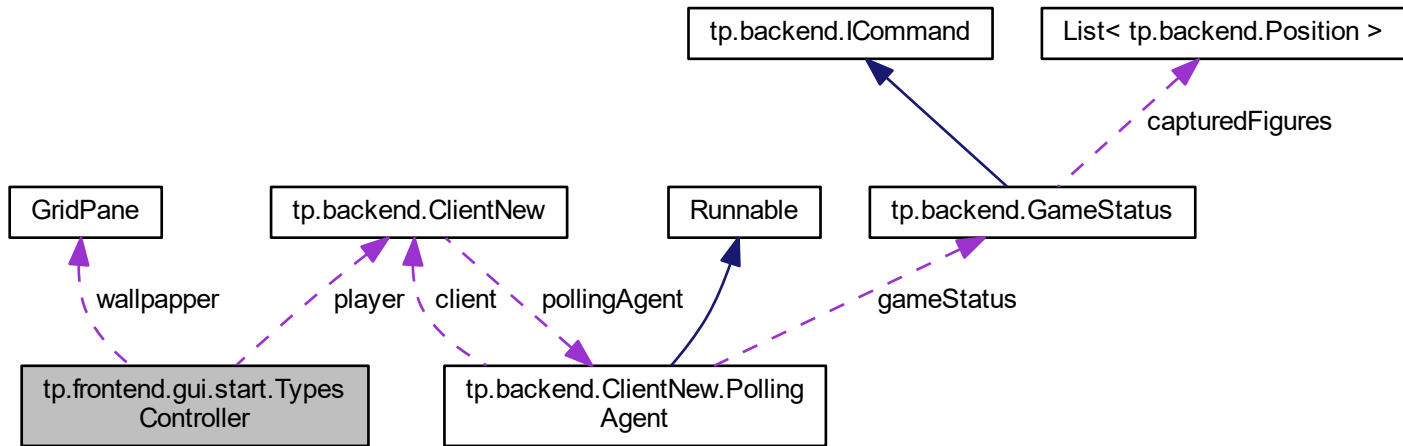 tp.backend.ICommand
List< tp.backend.Position >
capturedFigures
GridPane
tp.backend.ClientNew
Runnable
tp.backend.GameStatus
wallpapper
player
client
pollingAgent
gameStatus
tp.frontend.gui.start.Types
Controller
tp.backend.ClientNew.Polling
Agent